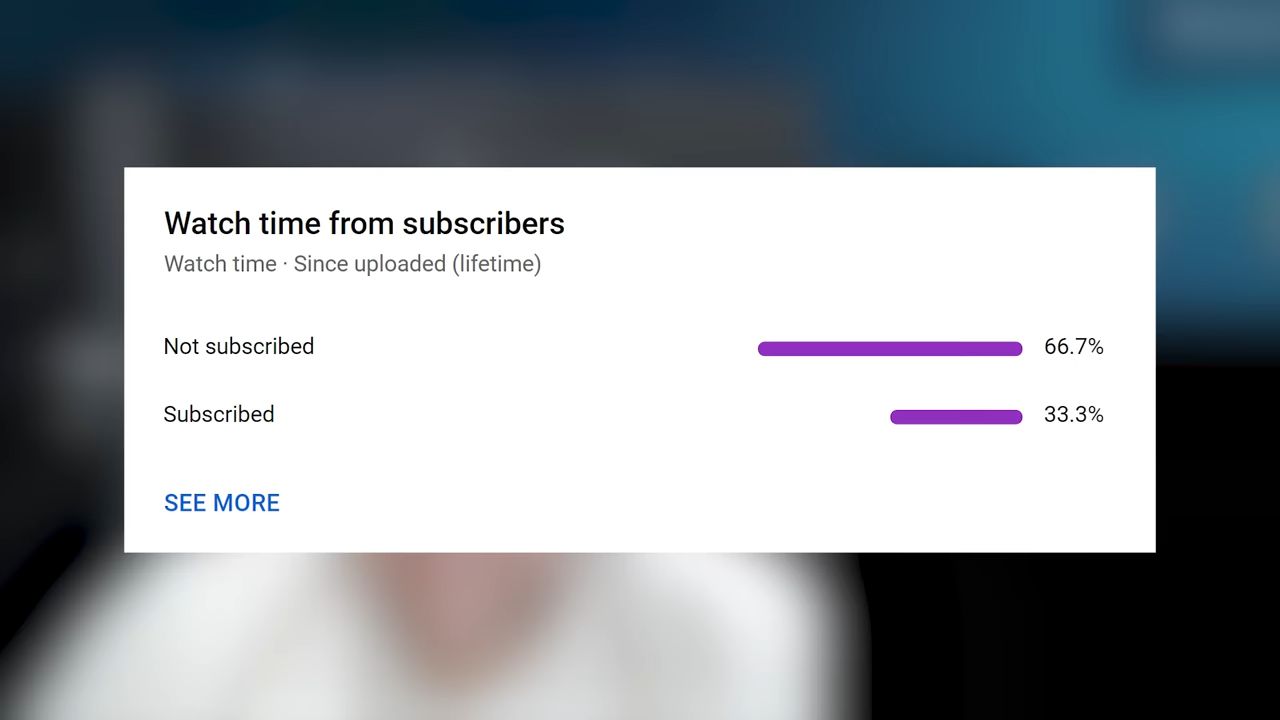 Watch time from subscribers
Watch time · Since uploaded (lifetime)
Not subscribed 66.7%
Subscribed 33.3%
SEE MORE